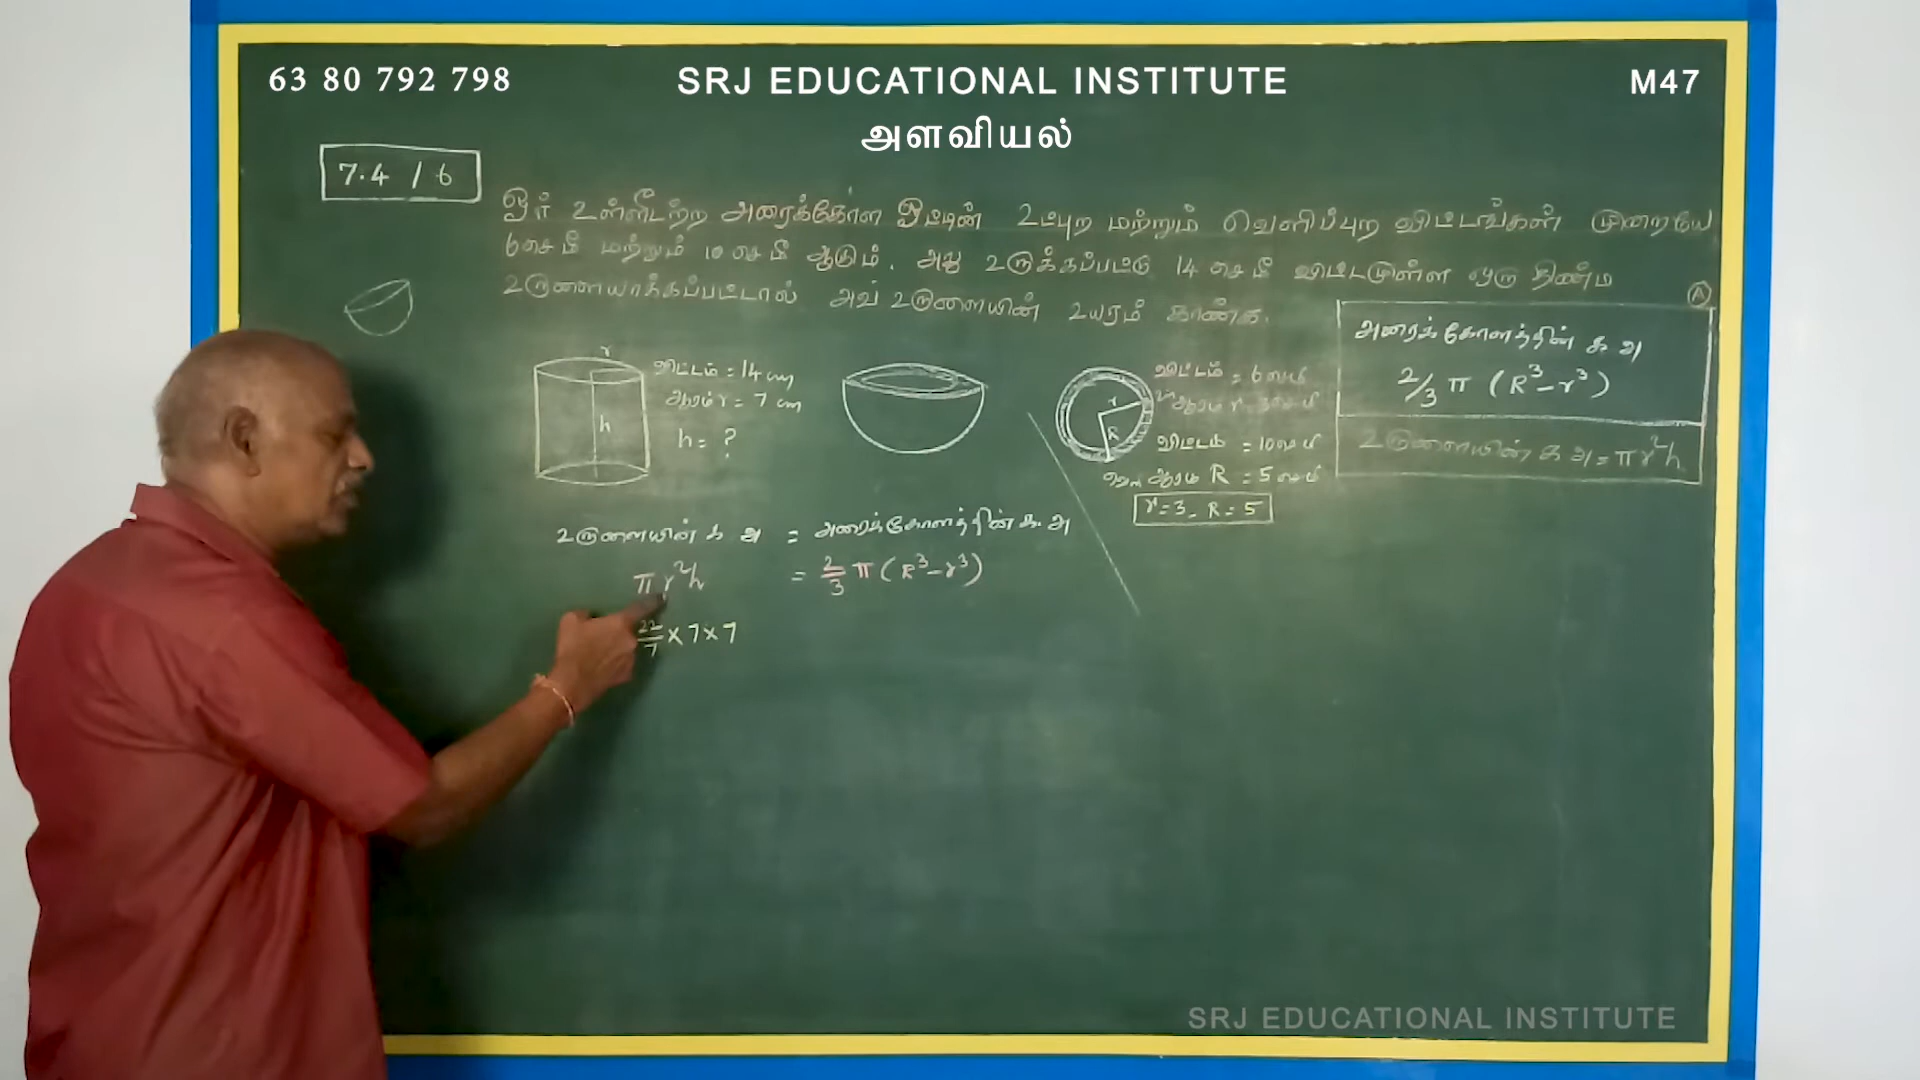 63 80 792 798
SRJ EDUCATIONAL INSTITUTE
M47
அளவியல்
7.4 / 6
ஓர் உள்ளீடற்ற அரைக்கோள ஓட்டின் உட்புற மற்றும் வெளிப்புற விட்டங்கள் முறையே
6 செ மீ மற்றும் 10 செ மீ ஆகும். அது உருக்கப்பட்டு 14 செ மீ விட்டமுள்ள ஒரு திண்ம
உருளையாக்கப்பட்டால் அவ் உருளையின் உயரம் காண்க.
A
அரைக்கோளத்தின் க அ
2/3 π (R³-r³)
உருளையின் க அ = πr²h
r
h
விட்டம் = 14 cm
ஆரம் r = 7 cm
h = ?
r
R
விட்டம் = 6 செமீ
ஆரம் r = 3 செமீ
விட்டம் = 10 செமீ
ஆரம் R = 5 செமீ
r = 3, R = 5
உருளையின் க அ = அரைக்கோளத்தின் க. அ
πr²h = 2/3 π (R³-r³)
22/7 × 7 × 7
SRJ EDUCATIONAL INSTITUTE